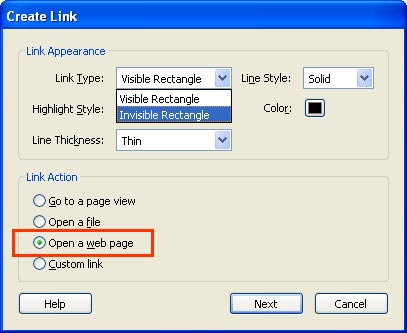 Create Link
Link Appearance
Link Type: Visible Rectangle Line Style: Solid
Visible Rectangle
Highlight Style: Invisible Rectangle Color:
Line Thickness: Thin
Link Action
Go to a page view
Open a file
Open a web page
Custom link
Help Next Cancel